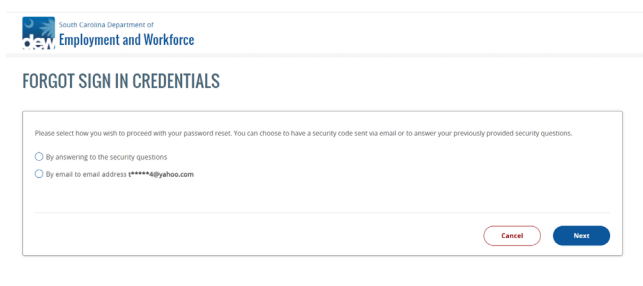 South Carolina Department of
dew Employment and Workforce
FORGOT SIGN IN CREDENTIALS
Please select how you wish to proceed with your password reset. You can choose to have a security code sent via email or to answer your previously provided security questions.
By answering to the security questions
By email to email address t*****4@yahoo.com
Cancel Next